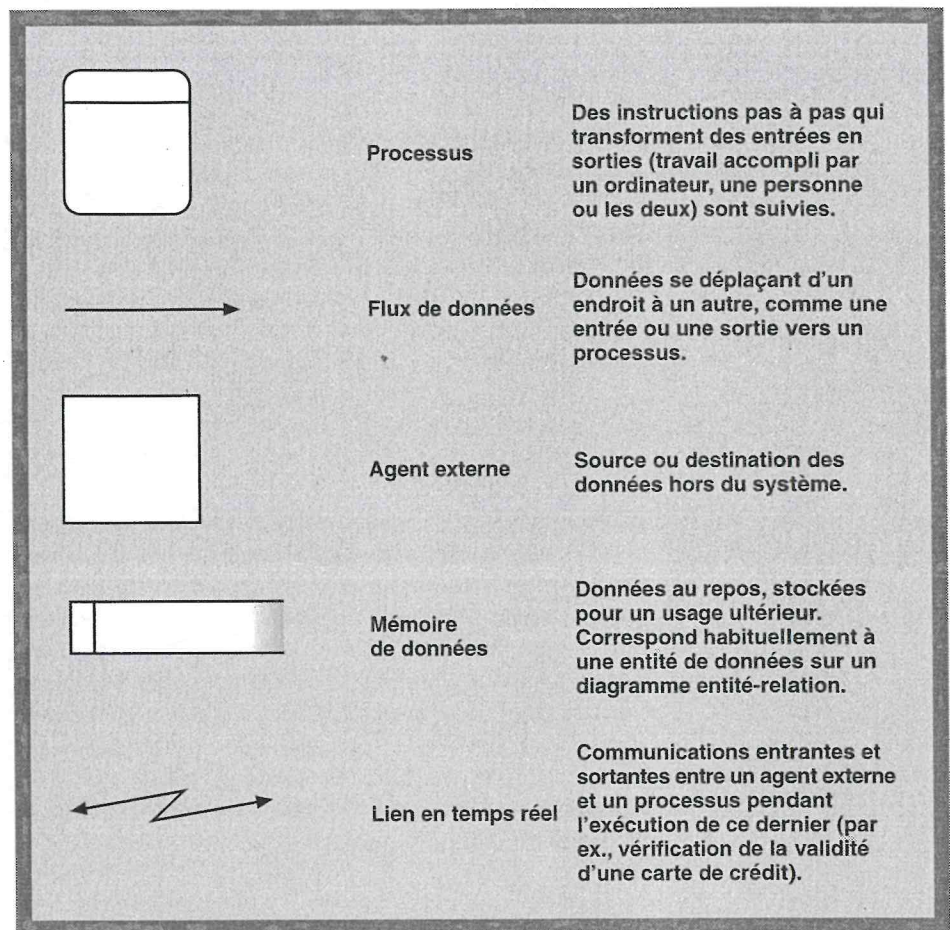 Processus
Des instructions pas à pas qui
transforment des entrées en
sorties (travail accompli par
un ordinateur, une personne
ou les deux) sont suivies.
Flux de données
Données se déplaçant d'un
endroit à un autre, comme une
entrée ou une sortie vers un
processus.
Agent externe
Source ou destination des
données hors du système.
Mémoire
de données
Données au repos, stockées
pour un usage ultérieur.
Correspond habituellement à
une entité de données sur un
diagramme entité-relation.
Lien en temps réel
Communications entrantes et
sortantes entre un agent externe
et un processus pendant
l'exécution de ce dernier (par
ex., vérification de la validité
d'une carte de crédit).